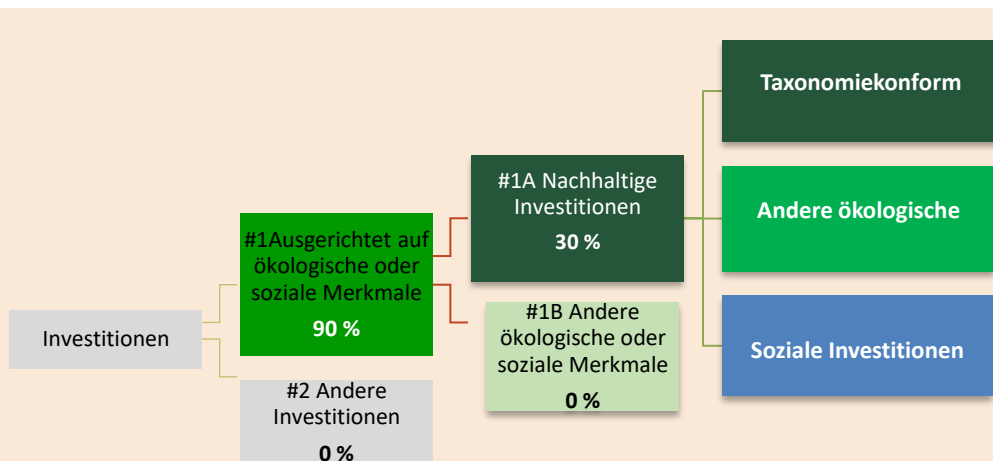 Investitionen
#1Ausgerichtet auf
ökologische oder
soziale Merkmale
90 %
#2 Andere
Investitionen
0 %
#1A Nachhaltige
Investitionen
30 %
#1B Andere
ökologische oder
soziale Merkmale
0 %
Taxonomiekonform
Andere ökologische
Soziale Investitionen